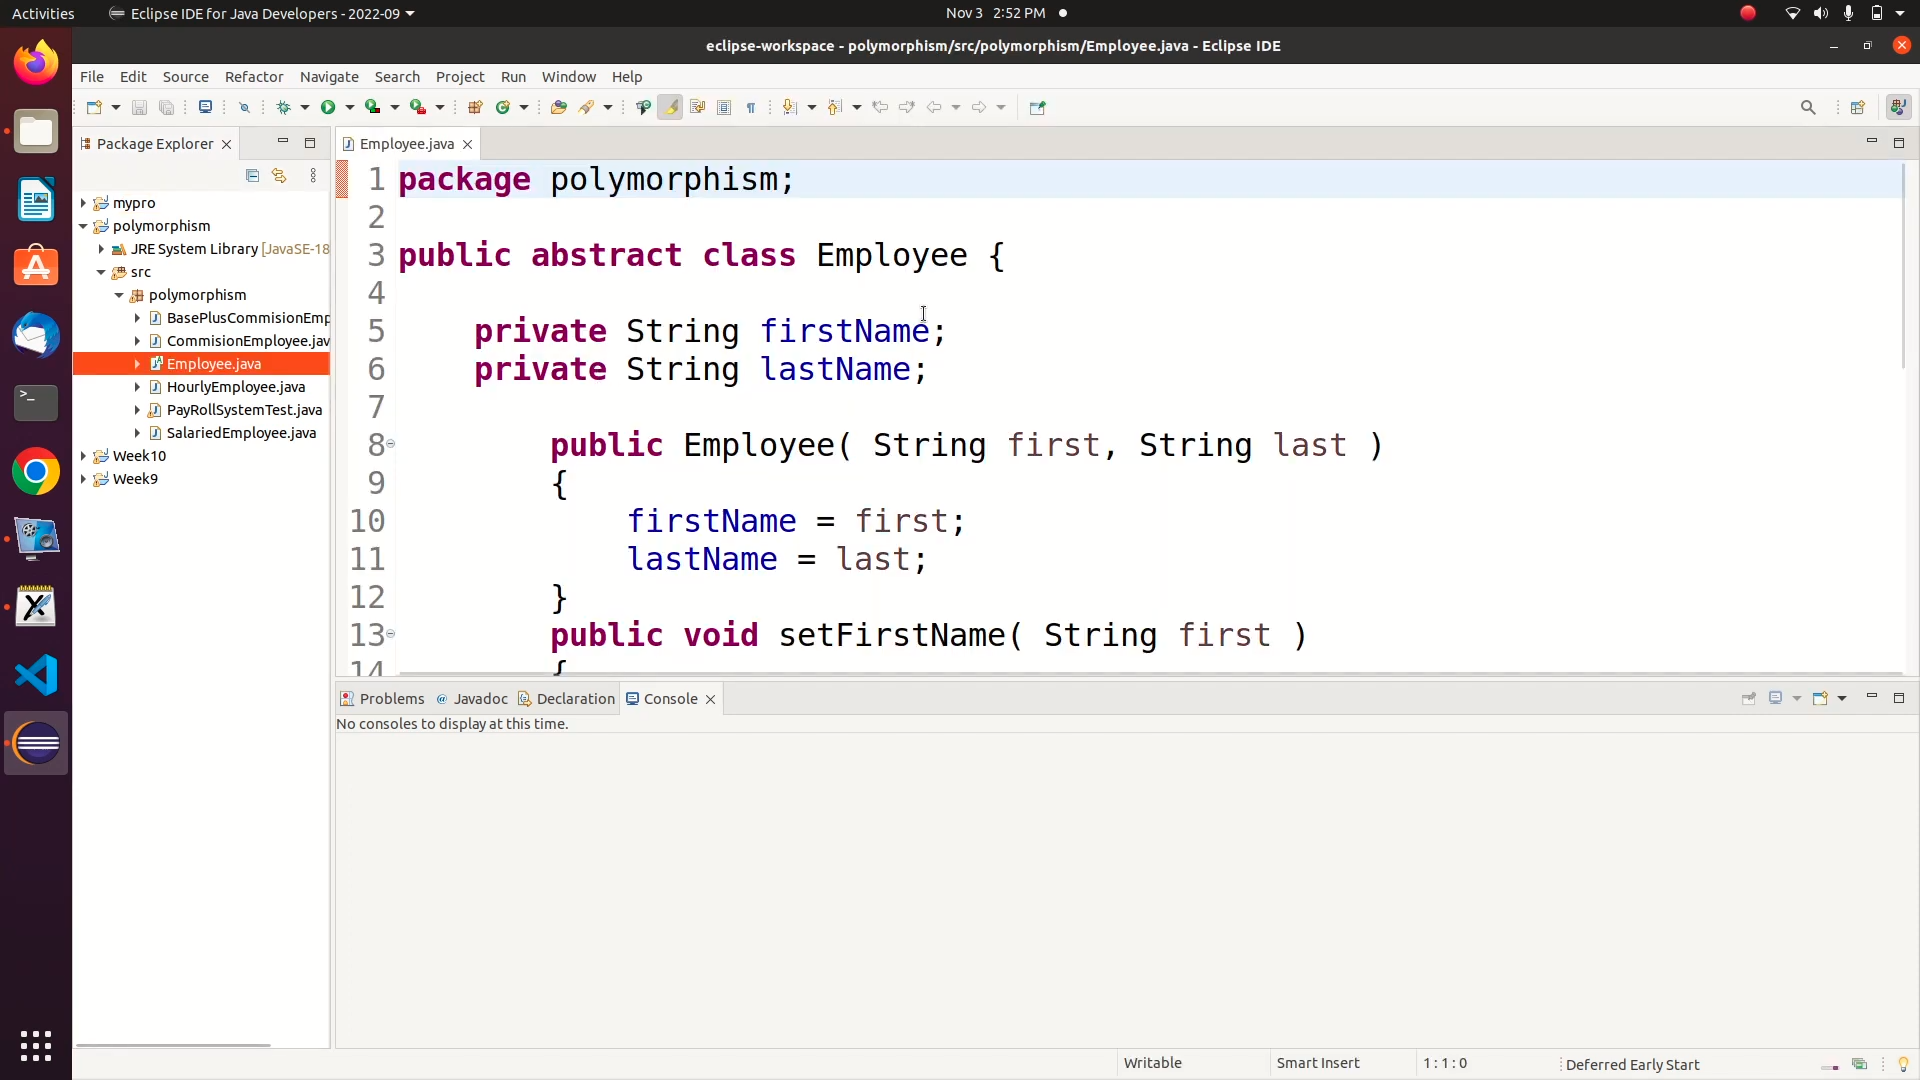 Activities
Eclipse IDE for Java Developers - 2022-09
Nov 3 2:52 PM
eclipse-workspace - polymorphism/src/polymorphism/Employee.java - Eclipse IDE
File Edit Source Refactor Navigate Search Project Run Window Help
Package Explorer
mypro
polymorphism
JRE System Library [JavaSE-18
src
polymorphism
BasePlusCommisionEmp
CommisionEmployee.jav
Employee.java
HourlyEmployee.java
PayRollSystemTest.java
SalariedEmployee.java
Week10
Week9
Employee.java
1 package polymorphism;
2
3 public abstract class Employee {
4
5 private String firstName;
6 private String lastName;
7
8 public Employee( String first, String last )
9 {
10 firstName = first;
11 lastName = last;
12 }
13 public void setFirstName( String first )
14 {
Problems Javadoc Declaration Console
No consoles to display at this time.
Writable Smart Insert 1 : 1 : 0 Deferred Early Start